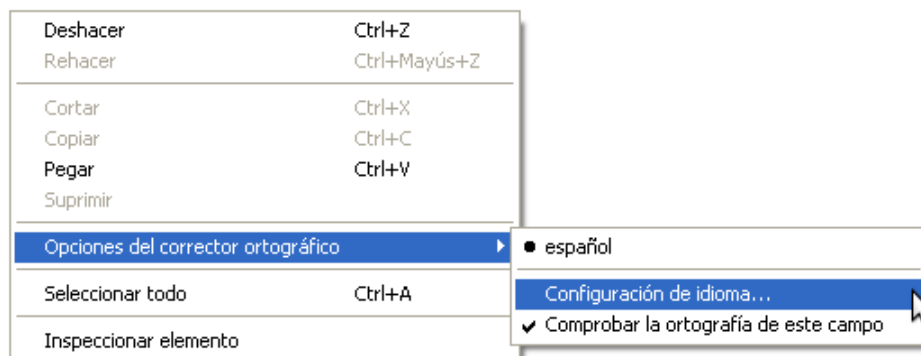 Deshacer Ctrl+Z
Rehacer Ctrl+Mayús+Z
Cortar Ctrl+X
Copiar Ctrl+C
Pegar Ctrl+V
Suprimir
Opciones del corrector ortográfico
español
Configuración de idioma...
Comprobar la ortografía de este campo
Seleccionar todo Ctrl+A
Inspeccionar elemento